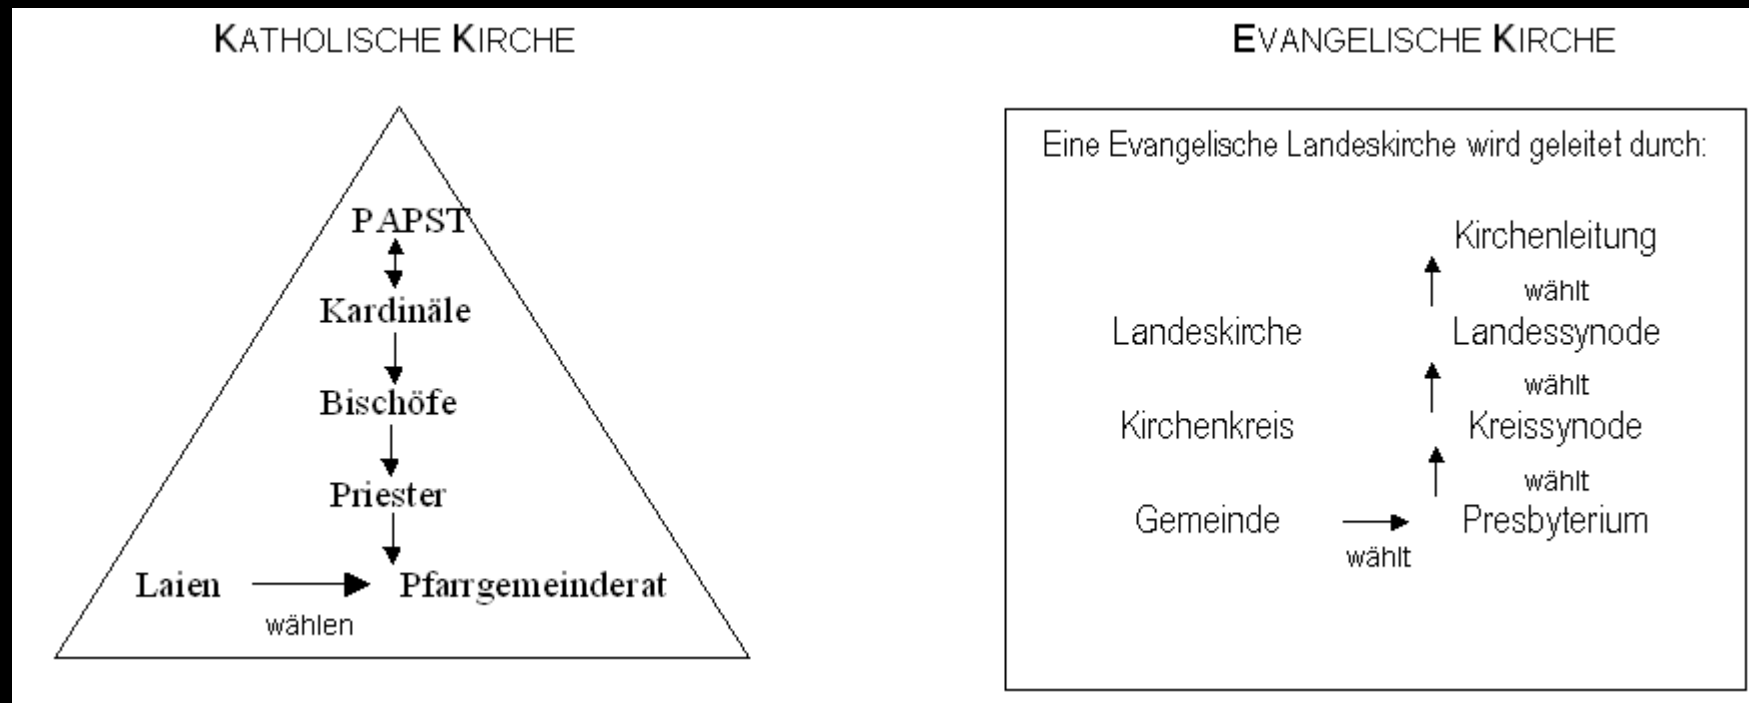 KATHOLISCHE KIRCHE
PAPST
Kardinäle
Bischöfe
Priester
Laien
Pfarrgemeinderat
wählen
EVANGELISCHE KIRCHE
Eine Evangelische Landeskirche wird geleitet durch:
Kirchenleitung
wählt
Landeskirche
Landessynode
wählt
Kirchenkreis
Kreissynode
wählt
Gemeinde
Presbyterium
wählt